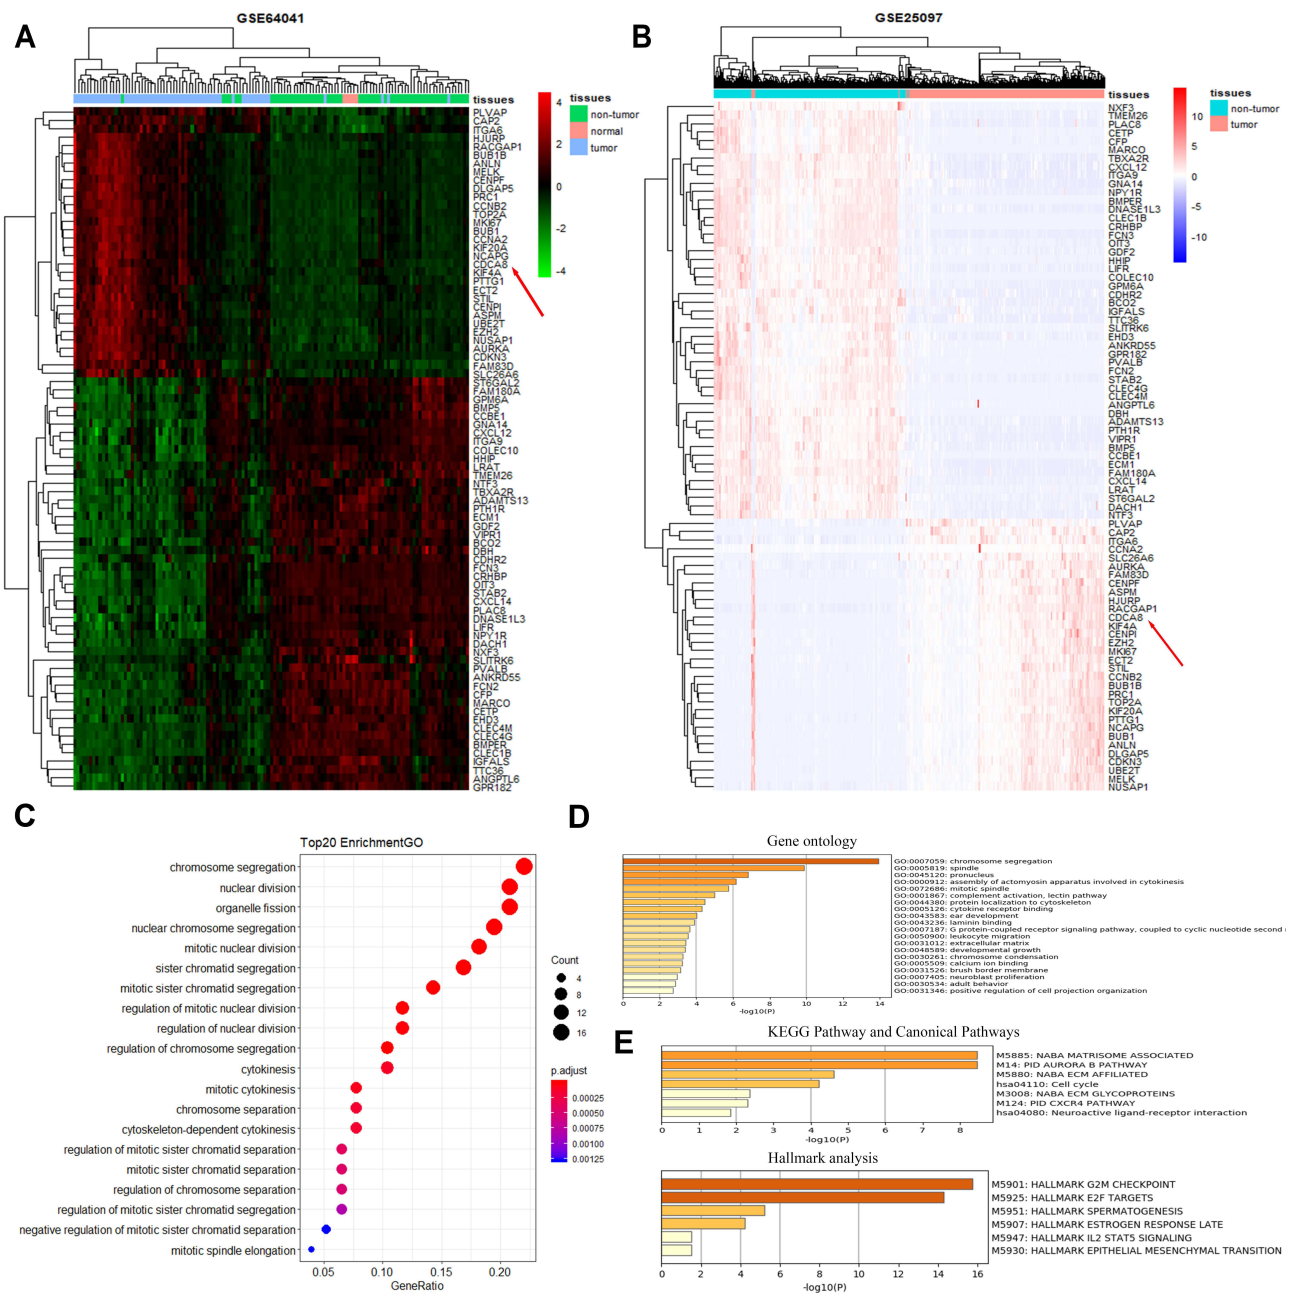 A
GSE64041
tissues
PLVAP
CAP2
ITGA6
HJURP
RACGAP1
BUB1B
ANLN
MELK
CENPF
DLGAP5
PRC1
CCNB2
TOP2A
MKI67
BUB1
CCNA2
KIF20A
NCAPG
CDCA8
KIF4A
PTTG1
ECT2
STIL
CENPI
ASPM
UBE2T
EZH2
NUSAP1
AURKA
CDKN3
FAM83D
SLC26A6
ST6GAL2
FAM180A
GPM6A
BMP5
CCBE1
GNA14
CXCL12
ITGA9
COLEC10
HHIP
LRAT
TMEM26
NTF3
TBXA2R
ADAMTS13
PTH1R
ECM1
GDF2
VIPR1
BCO2
DBH
CDHR2
FCN3
CRHBP
OIT3
STAB2
CXCL14
PLAC8
DNASE1L3
LIFR
NPY1R
DACH1
NXF3
SLITRK6
PVALB
ANKRD55
FCN2
CFP
MARCO
CETP
EHD3
CLEC4M
CLEC4G
BMPER
CLEC1B
IGFALS
TTC36
ANGPTL6
GPR182
4
2
0
-2
-4
tissues
non-tumor
normal
tumor
B
GSE25097
tissues
NXF3
TMEM26
PLAC8
CETP
CFP
MARCO
TBXA2R
CXCL12
ITGA9
GNA14
NPY1R
BMPER
DNASE1L3
CLEC1B
CRHBP
FCN3
OIT3
GDF2
HHIP
LIFR
COLEC10
GPM6A
CDHR2
BCO2
IGFALS
TTC36
SLITRK6
EHD3
ANKRD55
GPR182
PVALB
FCN2
STAB2
CLEC4G
CLEC4M
ANGPTL6
DBH
ADAMTS13
PTH1R
VIPR1
BMP5
CCBE1
ECM1
FAM180A
CXCL14
LRAT
ST6GAL2
DACH1
NTF3
PLVAP
CAP2
ITGA6
CCNA2
SLC26A6
AURKA
FAM83D
CENPF
ASPM
HJURP
RACGAP1
CDCA8
KIF4A
CENPI
EZH2
MKI67
ECT2
STIL
CCNB2
BUB1B
PRC1
TOP2A
KIF20A
PTTG1
NCAPG
BUB1
ANLN
DLGAP5
CDKN3
UBE2T
MELK
NUSAP1
10
5
0
-5
-10
tissues
non-tumor
tumor
C
Top20 EnrichmentGO
chromosome segregation
nuclear division
organelle fission
nuclear chromosome segregation
mitotic nuclear division
sister chromatid segregation
mitotic sister chromatid segregation
regulation of mitotic nuclear division
regulation of nuclear division
regulation of chromosome segregation
cytokinesis
mitotic cytokinesis
chromosome separation
cytoskeleton-dependent cytokinesis
regulation of mitotic sister chromatid separation
mitotic sister chromatid separation
regulation of chromosome separation
regulation of mitotic sister chromatid segregation
negative regulation of mitotic sister chromatid separation
mitotic spindle elongation
0.05 0.10 0.15 0.20
GeneRatio
Count
4
8
12
16
p.adjust
0.00025
0.00050
0.00075
0.00100
0.00125
D
Gene ontology
GO:0007059: chromosome segregation
GO:0005819: spindle
GO:0045120: pronucleus
GO:0000912: assembly of actomyosin apparatus involved in cytokinesis
GO:0072686: mitotic spindle
GO:0001867: complement activation, lectin pathway
GO:0044380: protein localization to cytoskeleton
GO:0005126: cytokine receptor binding
GO:0043583: ear development
GO:0043236: laminin binding
GO:0007187: G protein-coupled receptor signaling pathway, coupled to cyclic nucleotide second
GO:0050900: leukocyte migration
GO:0031012: extracellular matrix
GO:0048589: developmental growth
GO:0030261: chromosome condensation
GO:0005509: calcium ion binding
GO:0031526: brush border membrane
GO:0007405: neuroblast proliferation
GO:0030534: adult behavior
GO:0031346: positive regulation of cell projection organization
0 2 4 6 8 10 12 14
-log10(P)
E
KEGG Pathway and Canonical Pathways
M5885: NABA MATRISOME ASSOCIATED
M14: PID AURORA B PATHWAY
M5880: NABA ECM AFFILIATED
hsa04110: Cell cycle
M3008: NABA ECM GLYCOPROTEINS
M124: PID CXCR4 PATHWAY
hsa04080: Neuroactive ligand-receptor interaction
0 1 2 3 4 5 6 7 8
-log10(P)
Hallmark analysis
M5901: HALLMARK G2M CHECKPOINT
M5925: HALLMARK E2F TARGETS
M5951: HALLMARK SPERMATOGENESIS
M5907: HALLMARK ESTROGEN RESPONSE LATE
M5947: HALLMARK IL2 STAT5 SIGNALING
M5930: HALLMARK EPITHELIAL MESENCHYMAL TRANSITION
0 2 4 6 8 10 12 14 16
-log10(P)